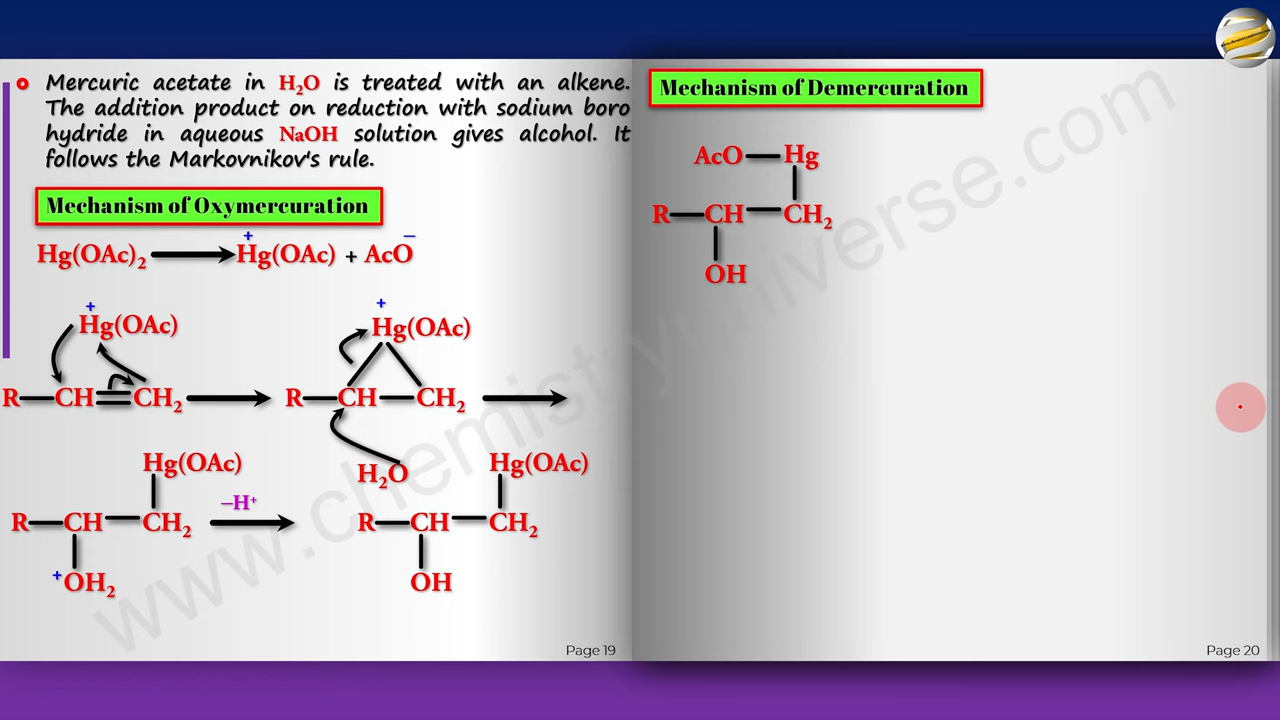 Mercuric acetate in H₂O is treated with an alkene.
The addition product on reduction with sodium boro
hydride in aqueous NaOH solution gives alcohol. It
follows the Markovnikov's rule.
Mechanism of Oxymercuration
Hg(OAc)₂ ⟶ H⁺g(OAc) + AcO⁻
+
Hg(OAc)
R—CH=CH₂ ⟶
+
Hg(OAc)
R—CH—CH₂ ⟶
H₂O
Hg(OAc)
R—CH—CH₂
⁺OH₂
–H⁺
Hg(OAc)
R—CH—CH₂
OH
Page 19
Mechanism of Demercuration
AcO—Hg
R—CH—CH₂
OH
Page 20
www.chemistryuniverse.com